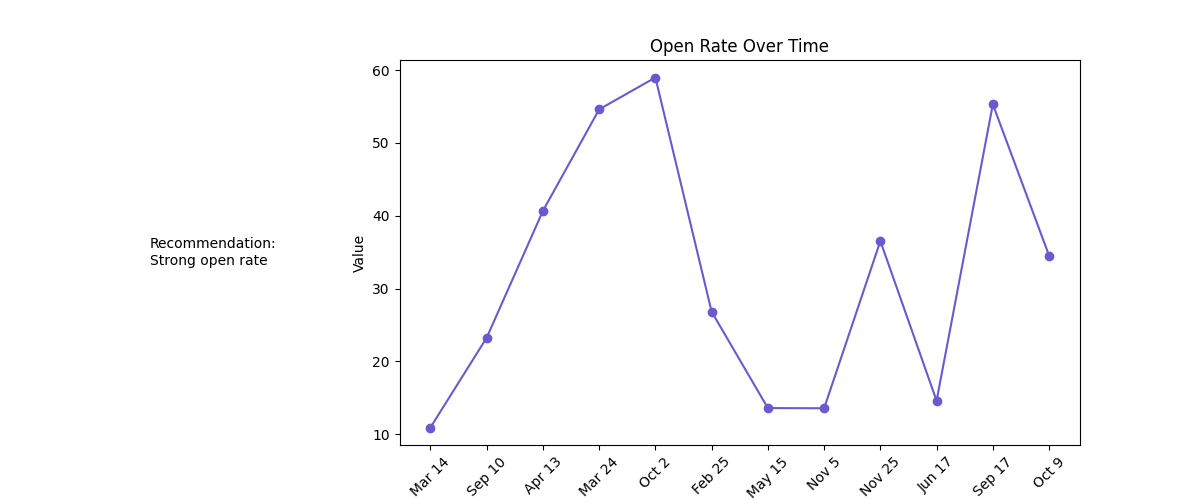 Open Rate Over Time
Recommendation:
Strong open rate
Value
60
50
40
30
20
10
Mar 14
Sep 10
Apr 13
Mar 24
Oct 2
Feb 25
May 15
Nov 5
Nov 25
Jun 17
Sep 17
Oct 9